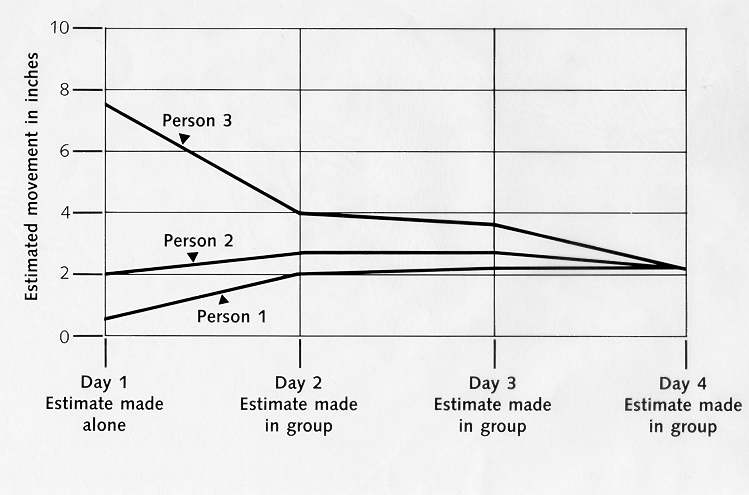 Estimated movement in inches
10
8
6
4
2
0
Person 3
Person 2
Person 1
Day 1
Estimate made
alone
Day 2
Estimate made
in group
Day 3
Estimate made
in group
Day 4
Estimate made
in group